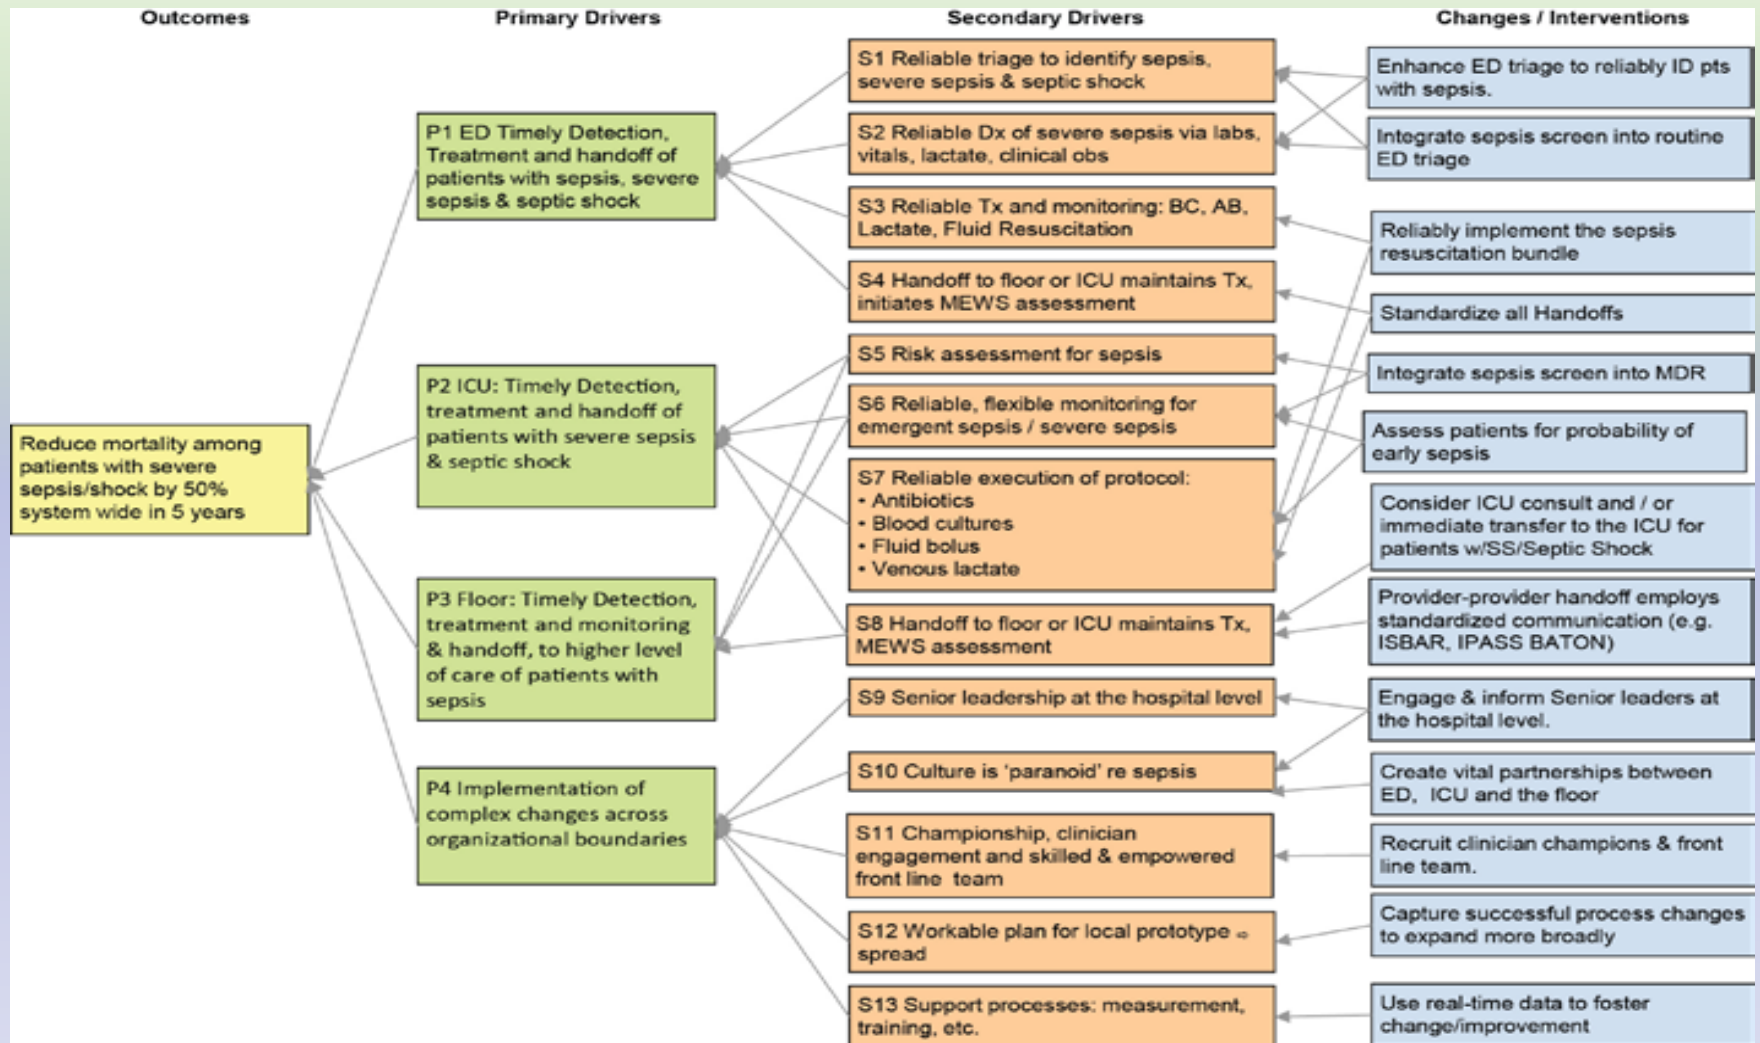 Outcomes
Primary Drivers
Secondary Drivers
Changes / Interventions
Reduce mortality among
patients with severe
sepsis/shock by 50%
system wide in 5 years
P1 ED Timely Detection,
Treatment and handoff of
patients with sepsis, severe
sepsis & septic shock
P2 ICU: Timely Detection,
treatment and handoff of
patients with severe sepsis
& septic shock
P3 Floor: Timely Detection,
treatment and monitoring
& handoff, to higher level
of care of patients with
sepsis
P4 Implementation of
complex changes across
organizational boundaries
S1 Reliable triage to identify sepsis,
severe sepsis & septic shock
S2 Reliable Dx of severe sepsis via labs,
vitals, lactate, clinical obs
S3 Reliable Tx and monitoring: BC, AB,
Lactate, Fluid Resuscitation
S4 Handoff to floor or ICU maintains Tx,
initiates MEWS assessment
S5 Risk assessment for sepsis
S6 Reliable, flexible monitoring for
emergent sepsis / severe sepsis
S7 Reliable execution of protocol:
• Antibiotics
• Blood cultures
• Fluid bolus
• Venous lactate
S8 Handoff to floor or ICU maintains Tx,
MEWS assessment
S9 Senior leadership at the hospital level
S10 Culture is 'paranoid' re sepsis
S11 Championship, clinician
engagement and skilled & empowered
front line team
S12 Workable plan for local prototype ⇨
spread
S13 Support processes: measurement,
training, etc.
Enhance ED triage to reliably ID pts
with sepsis.
Integrate sepsis screen into routine
ED triage
Reliably implement the sepsis
resuscitation bundle
Standardize all Handoffs
Integrate sepsis screen into MDR
Assess patients for probability of
early sepsis
Consider ICU consult and / or
immediate transfer to the ICU for
patients w/SS/Septic Shock
Provider-provider handoff employs
standardized communication (e.g.
ISBAR, IPASS BATON)
Engage & inform Senior leaders at
the hospital level.
Create vital partnerships between
ED, ICU and the floor
Recruit clinician champions & front
line team.
Capture successful process changes
to expand more broadly
Use real-time data to foster
change/improvement